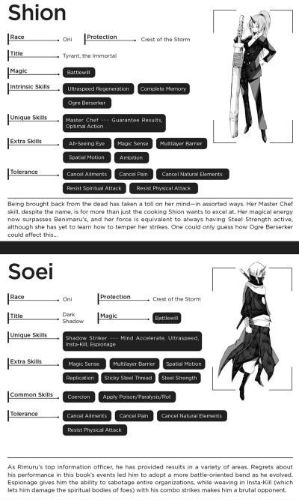 Shion
Race Oni Protection Crest of the Storm
Title Tyrant, the Immortal
Magic Battlewill
Intrinsic Skills Ultraspeed Regeneration Complete Memory
Ogre Berserker
Unique Skills Master Chef --- Guarantee Results,
Optimal Action
Extra Skills All-Seeing Eye Magic Sense Multilayer Barrier
Spatial Motion Ambition
Tolerance Cancel Ailments Cancel Pain Cancel Natural Elements
Resist Spiritual Attack Resist Physical Attack
Being brought back from the dead has taken a toll on her mind—in assorted ways. Her Master Chef
skill, despite the name, is for more than just the cooking Shion wants to excel at. Her magical energy
now surpasses Benimaru's, and her force is equivalent to always having Steel Strength active,
although she has yet to learn how to temper her strikes. One could only guess how Ogre Berserker
could affect this...
Soei
Race Oni Protection Crest of the Storm
Title Dark
Shadow Magic Battlewill
Unique Skills Shadow Striker --- Mind Accelerate, Ultraspeed,
Insta-Kill, Espionage
Extra Skills Magic Sense Multilayer Barrier Spatial Motion
Replication Sticky Steel Thread Steel Strength
Common Skills Coercion Apply Poison/Paralysis/Rot
Tolerance Cancel Ailments Cancel Pain Cancel Natural Elements
Resist Physical Attack
As Rimuru's top information officer, he has provided results in a variety of areas. Regrets about
his performance in this book's events led him to adopt a more battle-oriented bend as he evolved.
Espionage gives him the ability to sabotage entire organizations, while weaving in Insta-Kill (which
lets him damage the spiritual bodies of foes) with his combo strikes makes him a brutal opponent.